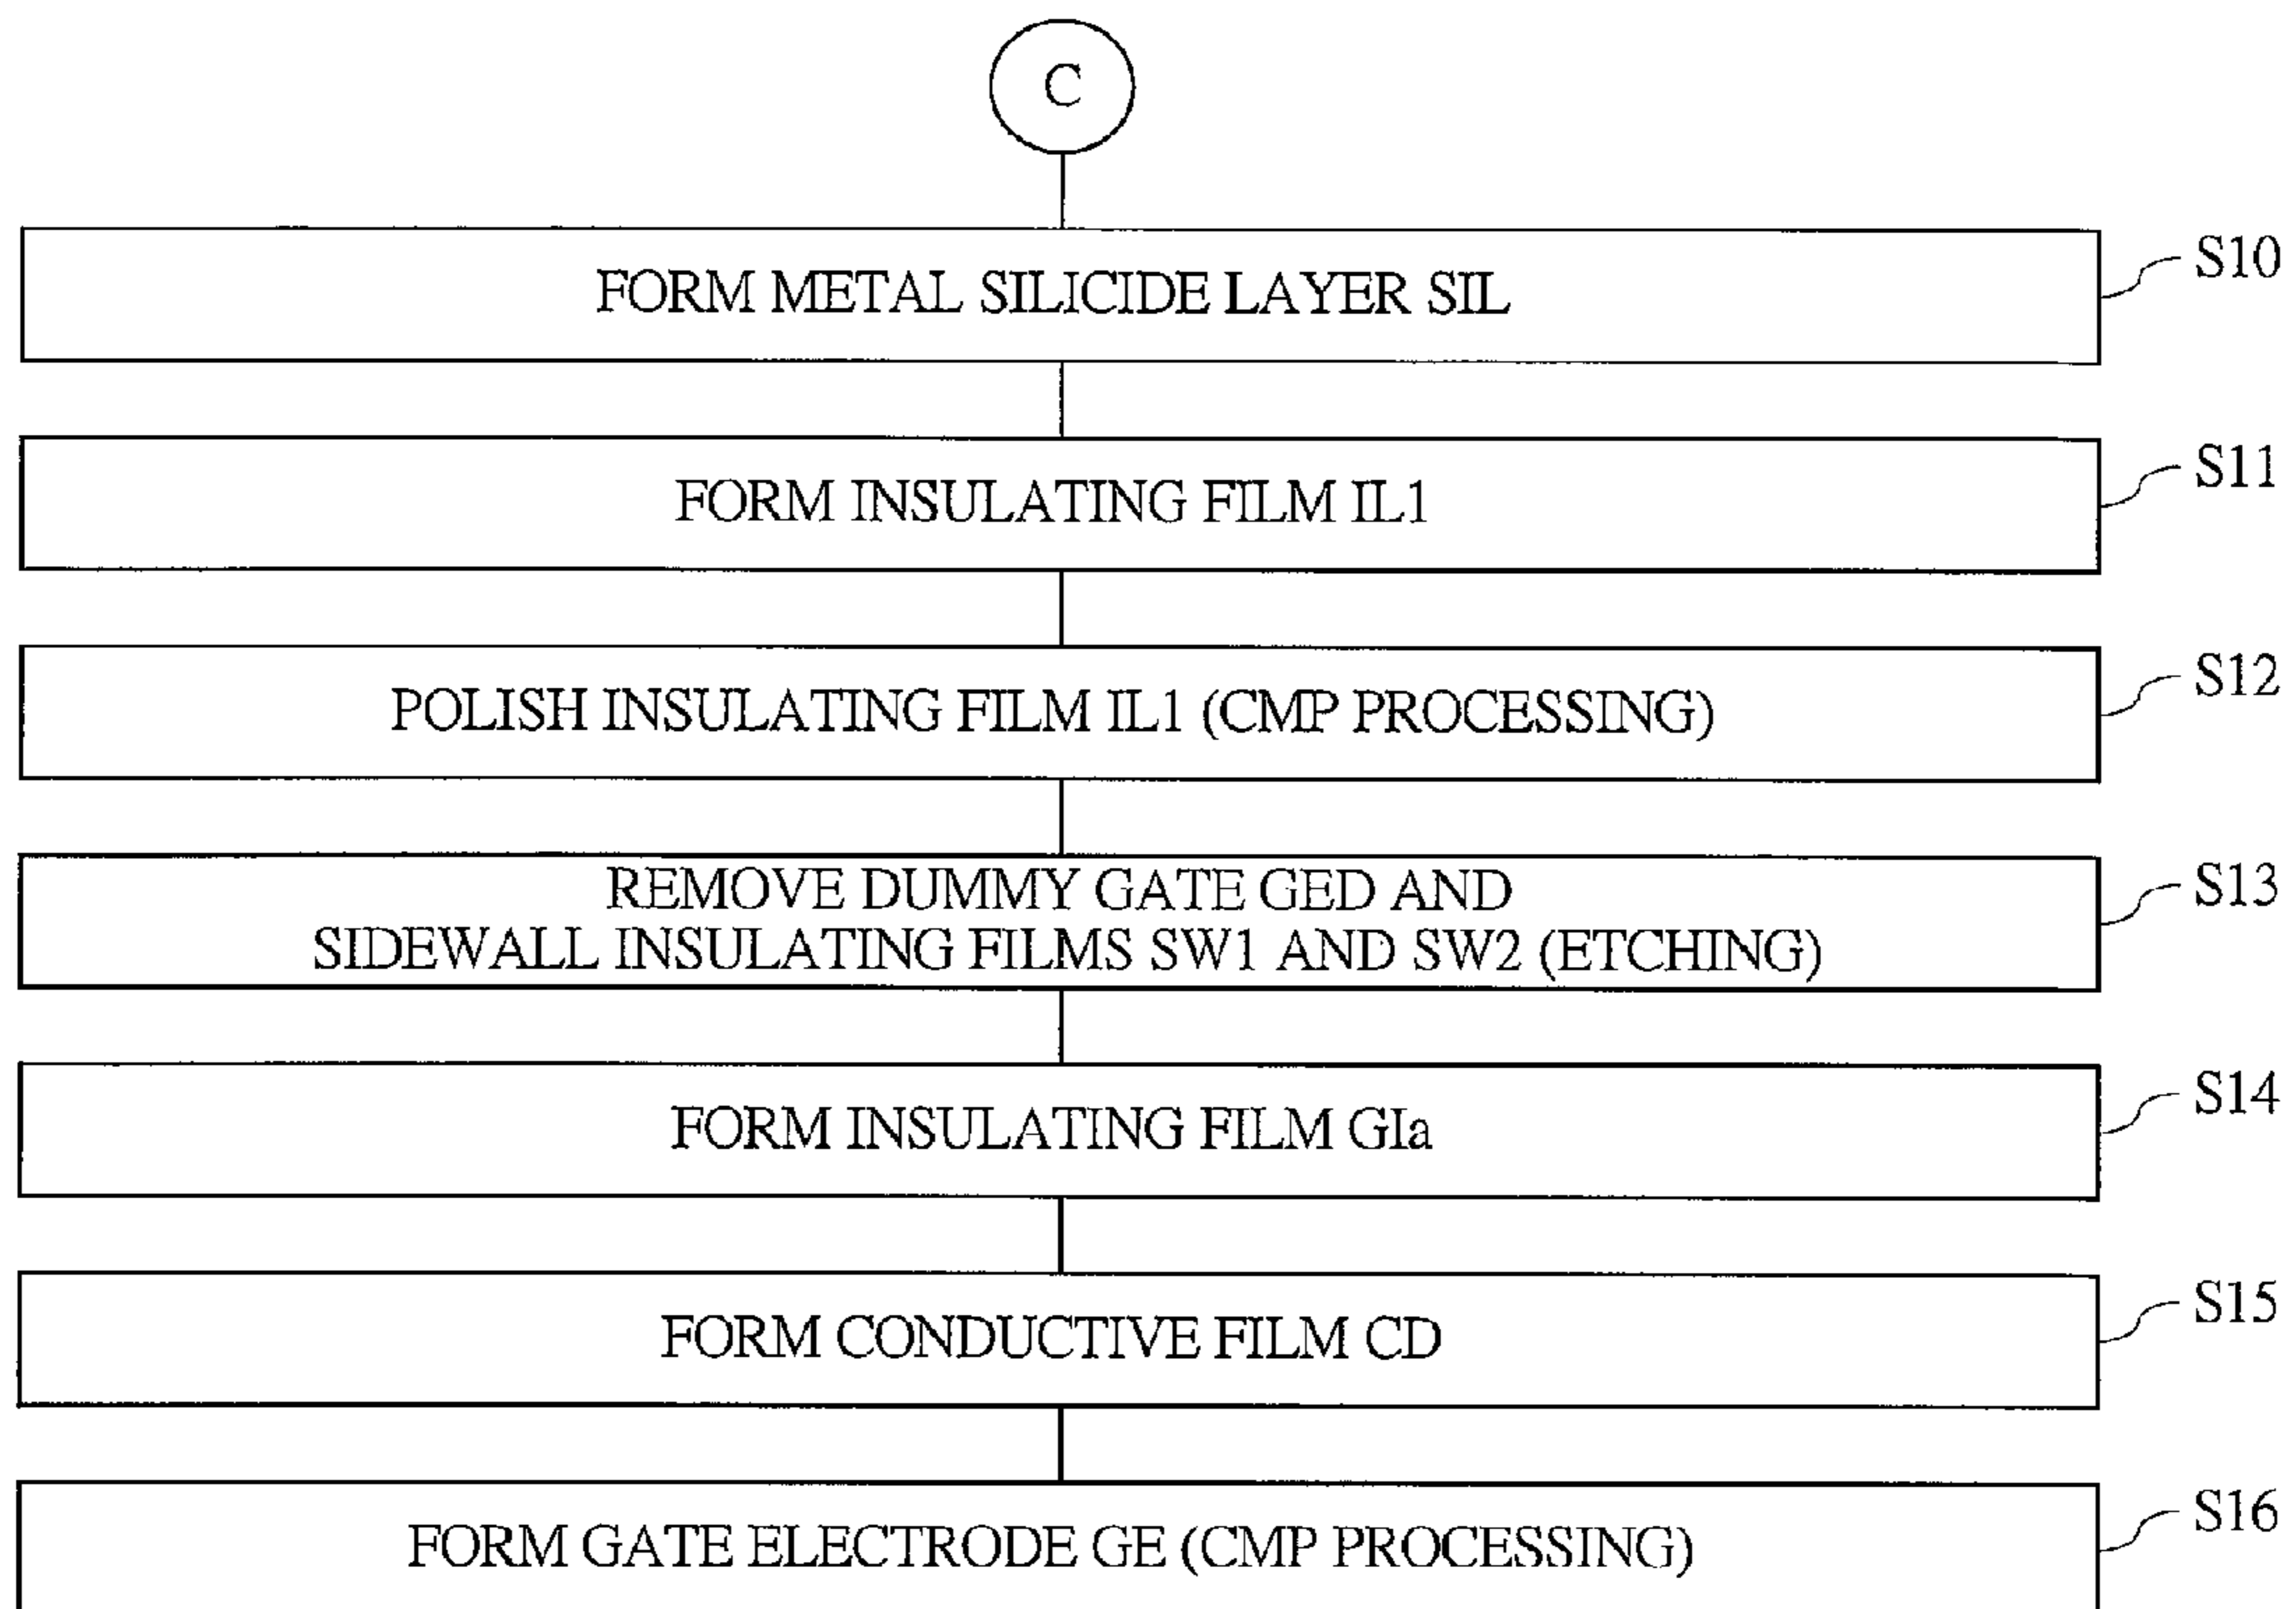 C
FORM METAL SILICIDE LAYER SIL
S10
FORM INSULATING FILM IL1
S11
POLISH INSULATING FILM IL1 (CMP PROCESSING)
S12
REMOVE DUMMY GATE GED AND
SIDEWALL INSULATING FILMS SW1 AND SW2 (ETCHING)
S13
FORM INSULATING FILM GIa
S14
FORM CONDUCTIVE FILM CD
S15
FORM GATE ELECTRODE GE (CMP PROCESSING)
S16